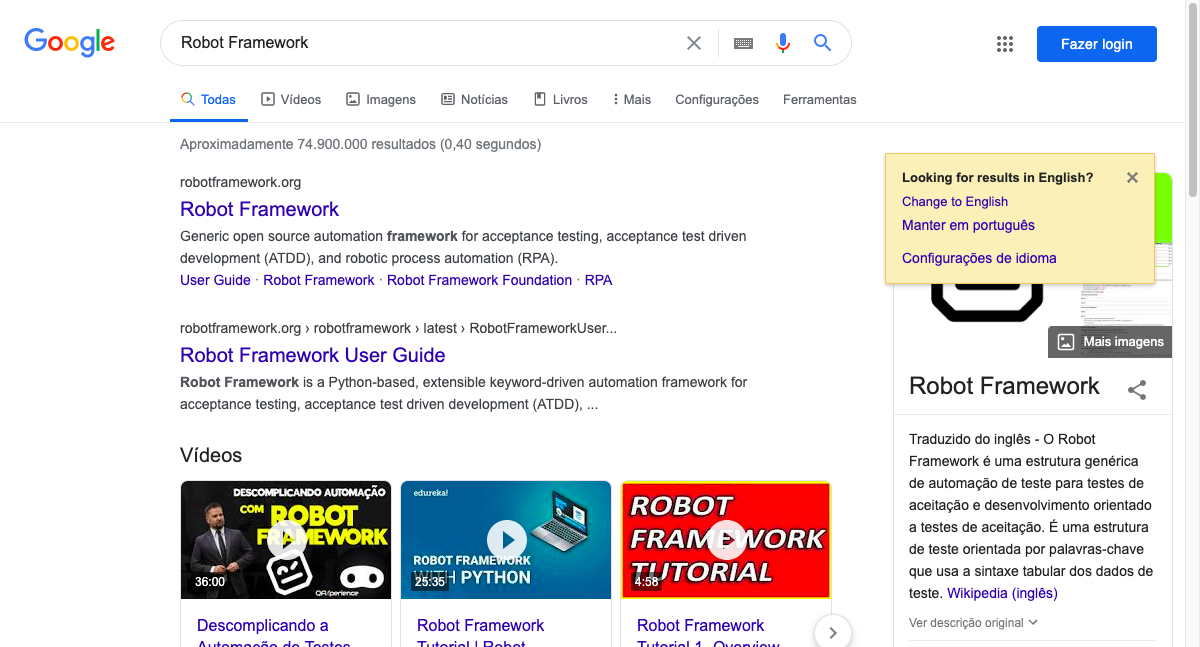 Google
Robot Framework
Fazer login
Todas
Vídeos
Imagens
Notícias
Livros
Mais
Configurações
Ferramentas
Aproximadamente 74.900.000 resultados (0,40 segundos)
robotframework.org
Robot Framework
Generic open source automation framework for acceptance testing, acceptance test driven
development (ATDD), and robotic process automation (RPA).
User Guide · Robot Framework · Robot Framework Foundation · RPA
robotframework.org › robotframework › latest › RobotFrameworkUser...
Robot Framework User Guide
Robot Framework is a Python-based, extensible keyword-driven automation framework for
acceptance testing, acceptance test driven development (ATDD), ...
Vídeos
DESCOMPLICANDO AUTOMAÇÃO
COM ROBOT
FRAMEWORK
36:00
QAXperience
Descomplicando a
Automação de Testes
edureka!
ROBOT FRAMEWORK
WITH PYTHON
25:35
Robot Framework
Tutorial | Robot
ROBOT
FRAMEWORK
TUTORIAL
4:58
Robot Framework
Tutorial 1 Overview
Looking for results in English?
Change to English
Manter em português
Configurações de idioma
Mais imagens
Robot Framework
Traduzido do inglês - O Robot
Framework é uma estrutura genérica
de automação de teste para testes de
aceitação e desenvolvimento orientado
a testes de aceitação. É uma estrutura
de teste orientada por palavras-chave
que usa a sintaxe tabular dos dados de
teste. Wikipedia (inglês)
Ver descrição original